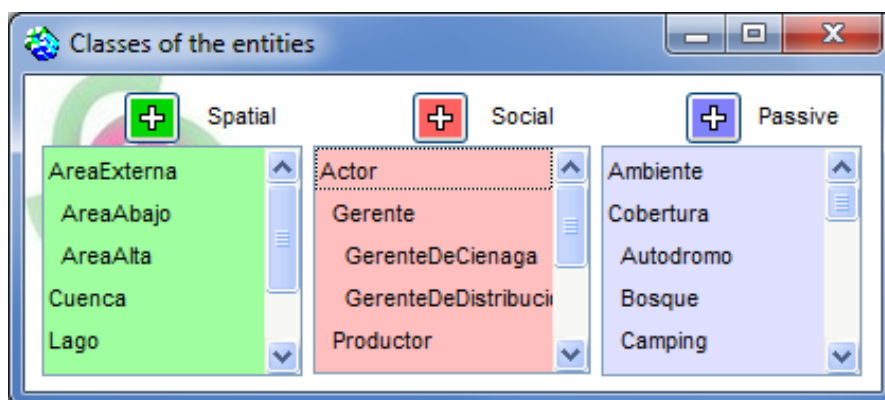 Classes of the entities
Spatial
Social
Passive
AreaExterna
AreaAbajo
AreaAlta
Cuenca
Lago
Actor
Gerente
GerenteDeCienaga
GerenteDeDistribuci
Productor
Ambiente
Cobertura
Autodromo
Bosque
Camping